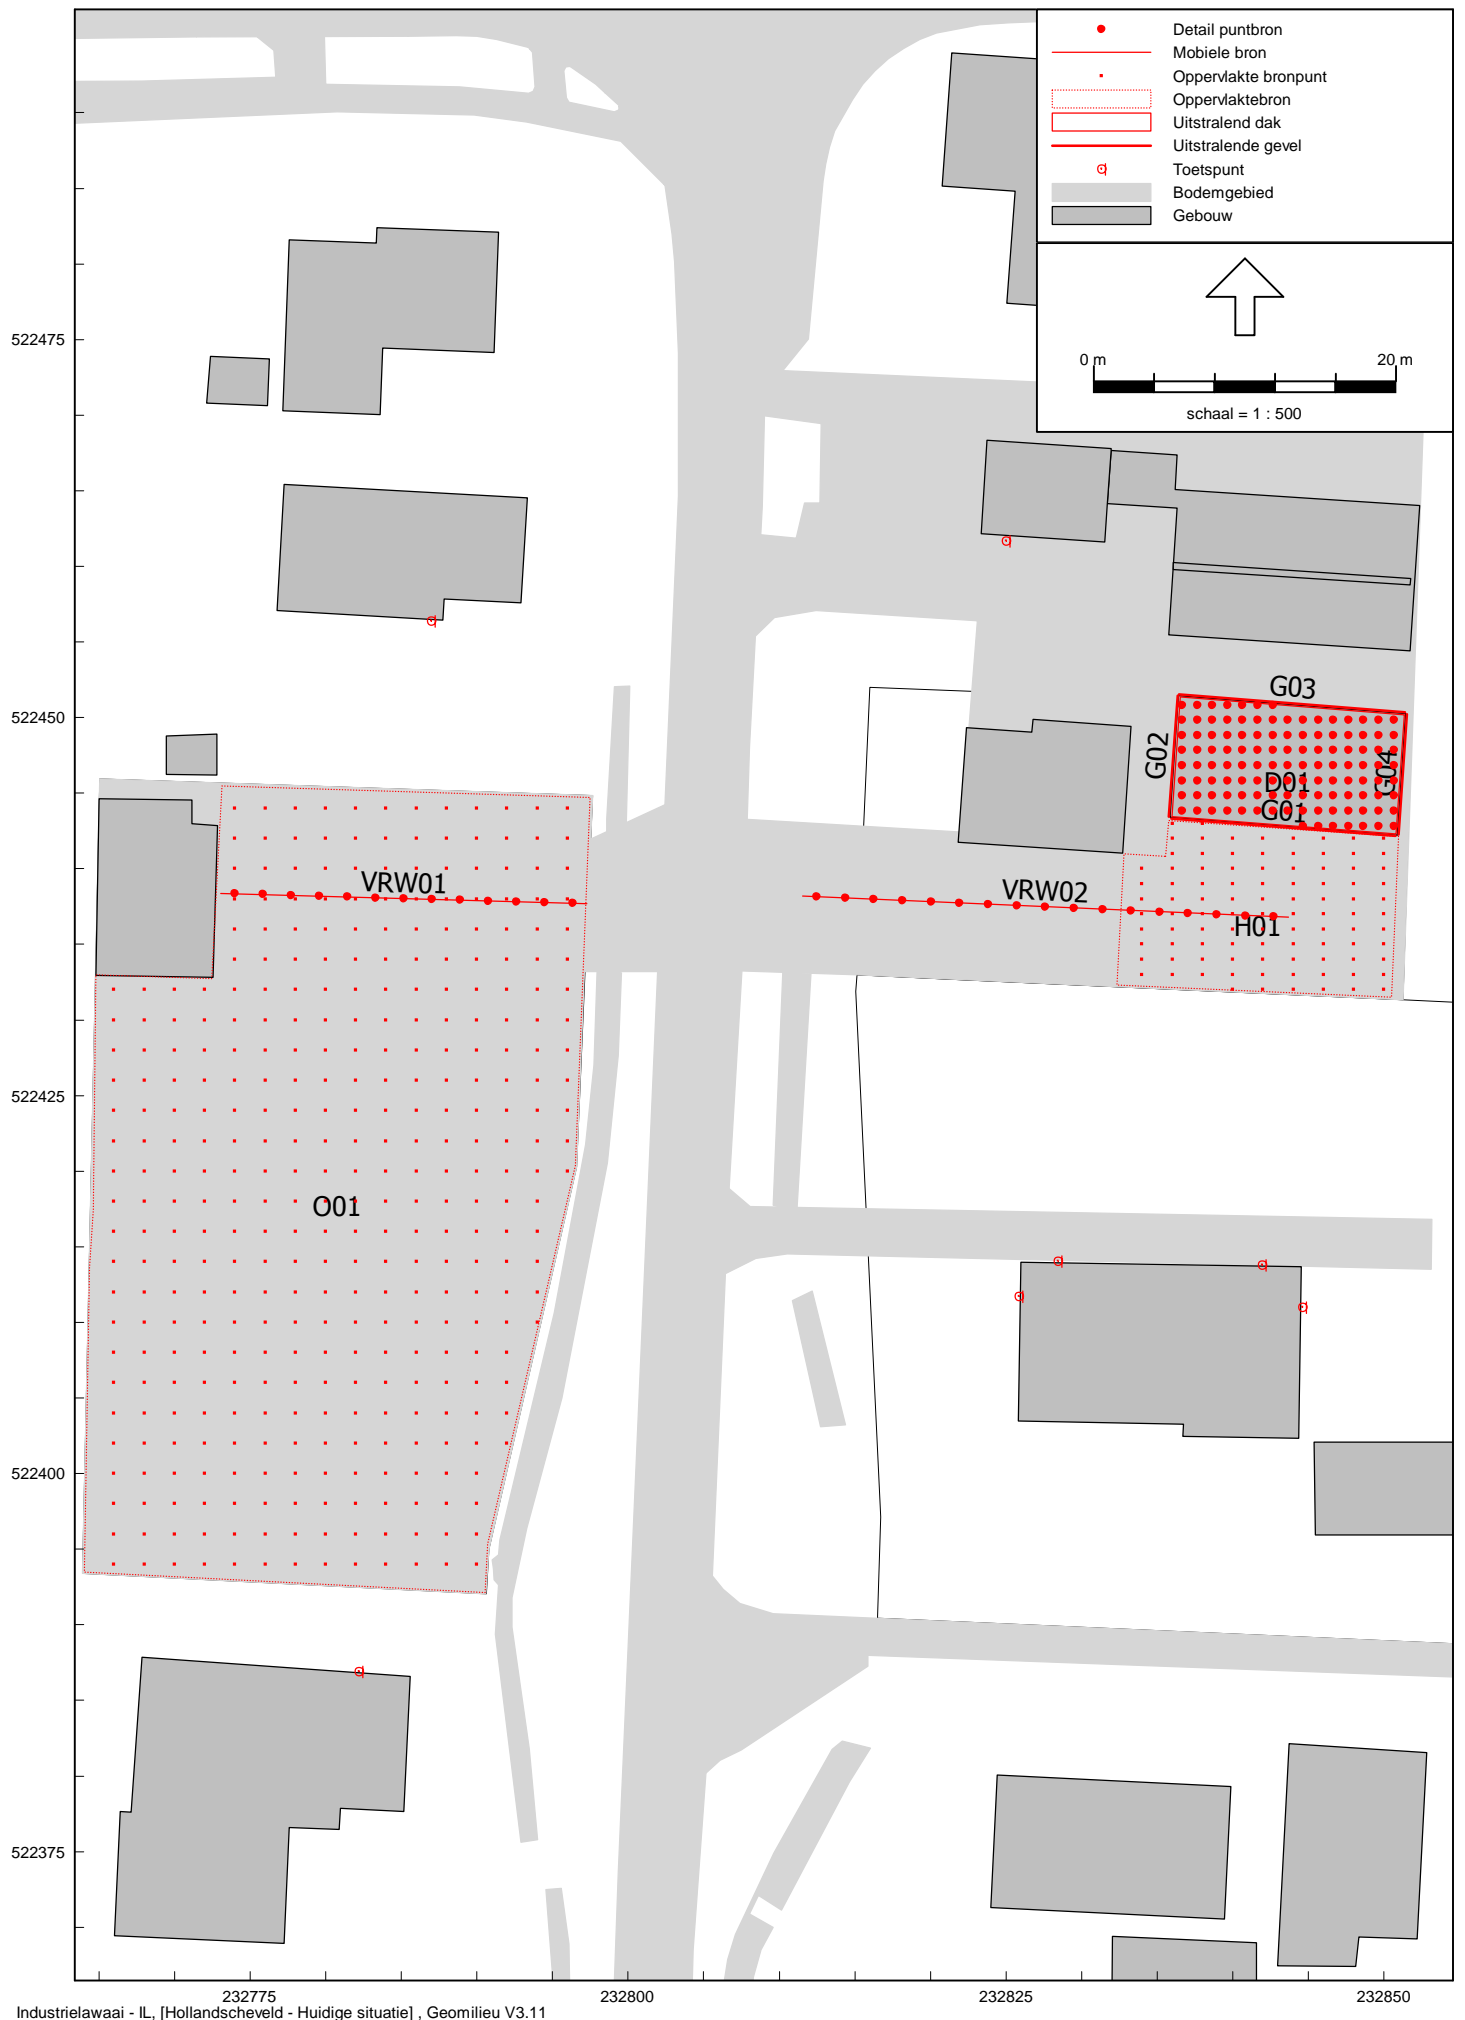 Detail puntbron
Mobiele bron
Oppervlakte bronpunt
Oppervlaktebron
Uitstralend dak
Uitstralende gevel
Toetspunt
Bodemgebied
Gebouw
0 m 20 m
schaal = 1 : 500
522475
G03
522450
G02
G04
D01
G01
VRW01
VRW02
H01
522425
O01
522400
522375
232775 232800 232825 232850
Industrielawaai - IL, [Hollandscheveld - Huidige situatie] , Geomilieu V3.11